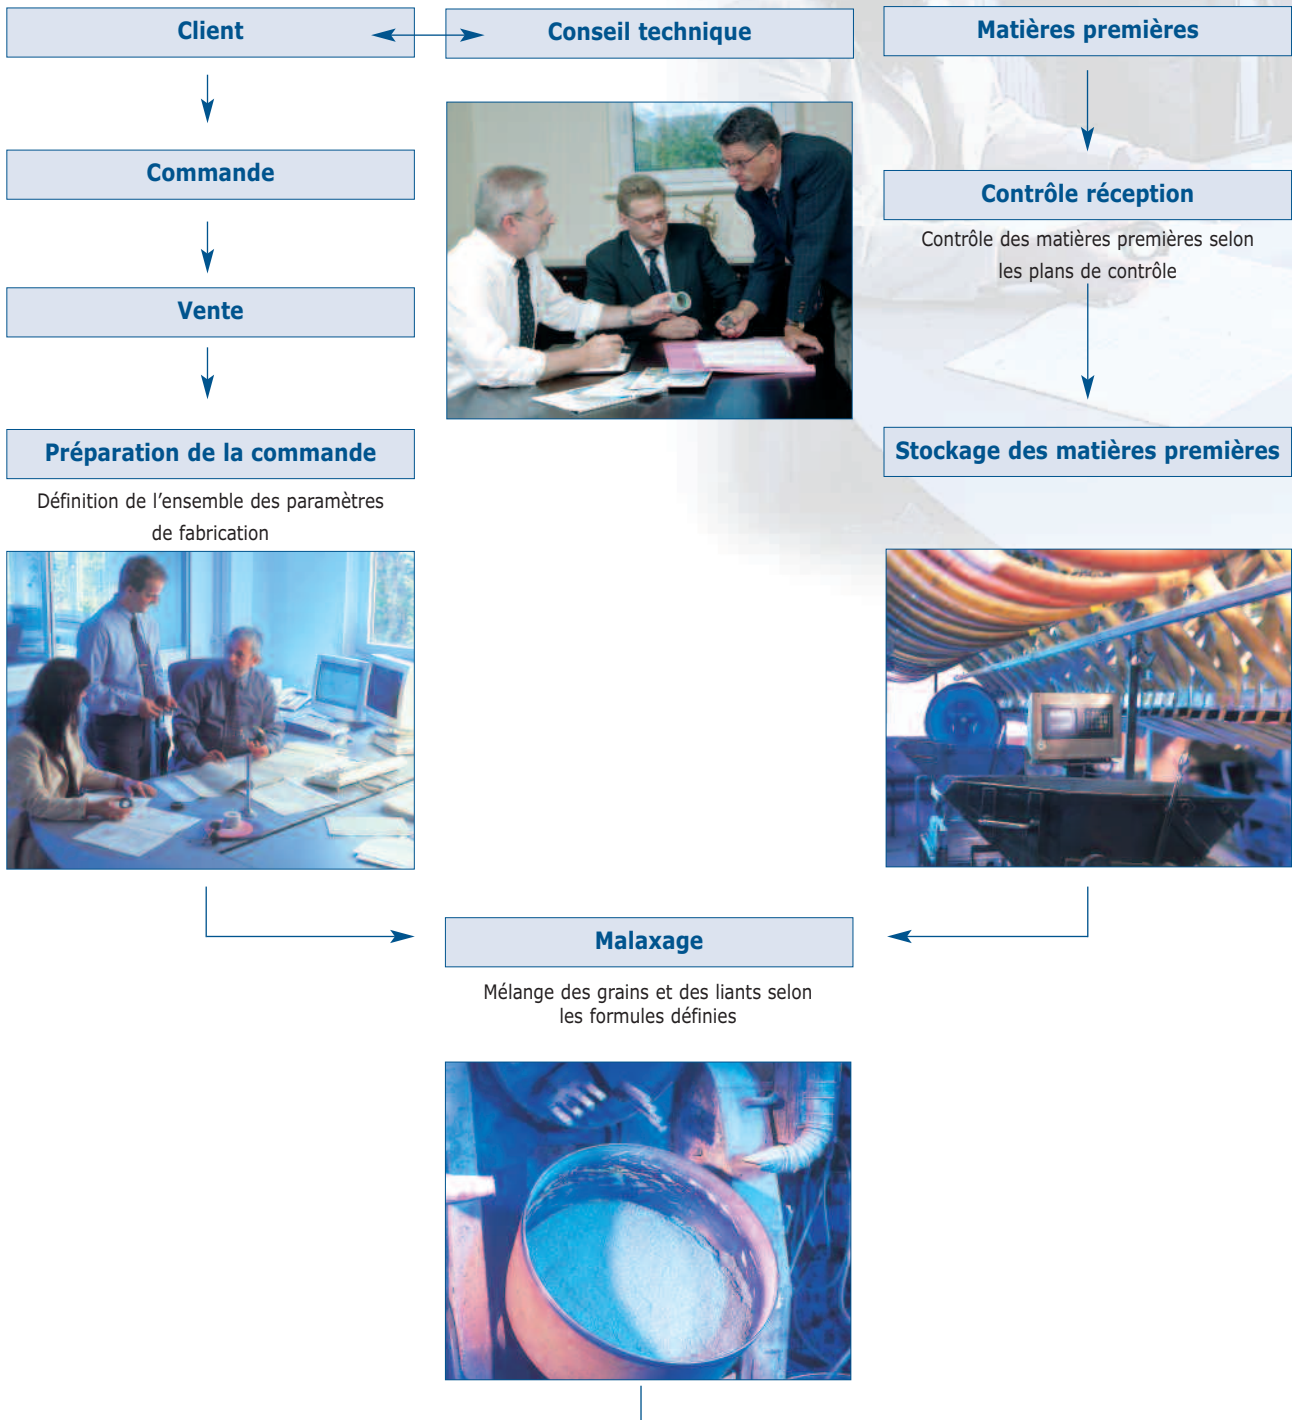 Client
Conseil technique
Matières premières
Commande
Contrôle réception
Contrôle des matières premières selon
les plans de contrôle
Vente
Préparation de la commande
Définition de l'ensemble des paramètres
de fabrication
Stockage des matières premières
Malaxage
Mélange des grains et des liants selon
les formules définies